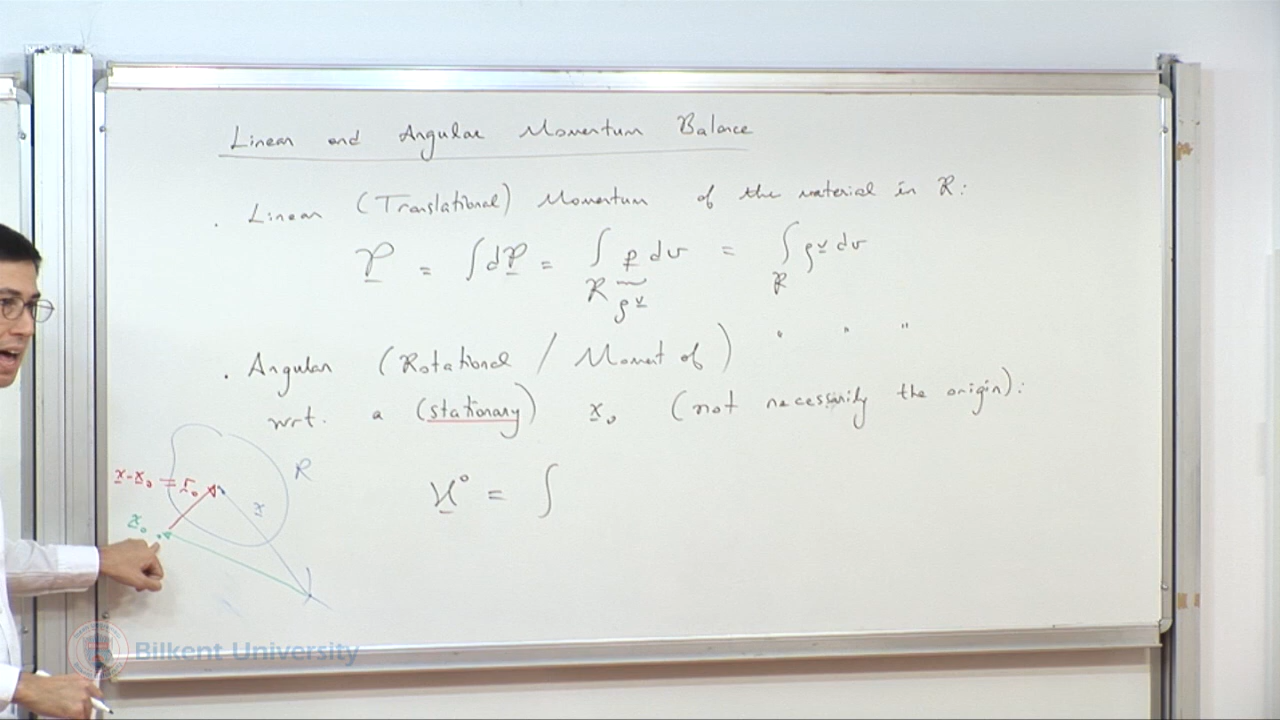 Linear and Angular Momentum Balance
. Linear (Translational) Momentum of the material in R:
P = ∫dP = ∫ p dv = ∫ ρv dv
R ρv R
. Angular (Rotational / Moment of) " " "
wrt. a (stationary) x₀ (not necessarily the origin):
x-x₀ = r₀
R
x
x₀
H⁰ = ∫
Bilkent University